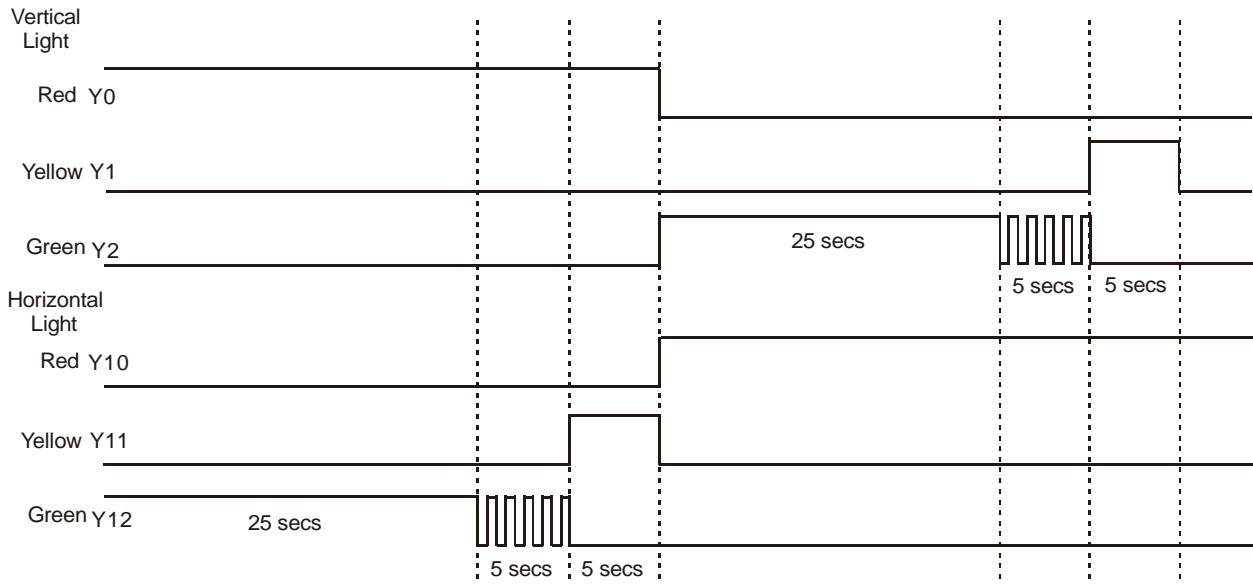 Vertical
Light
Red Y0
Yellow Y1
Green Y2
25 secs
5 secs 5 secs
Horizontal
Light
Red Y10
Yellow Y11
Green Y12
25 secs
5 secs 5 secs